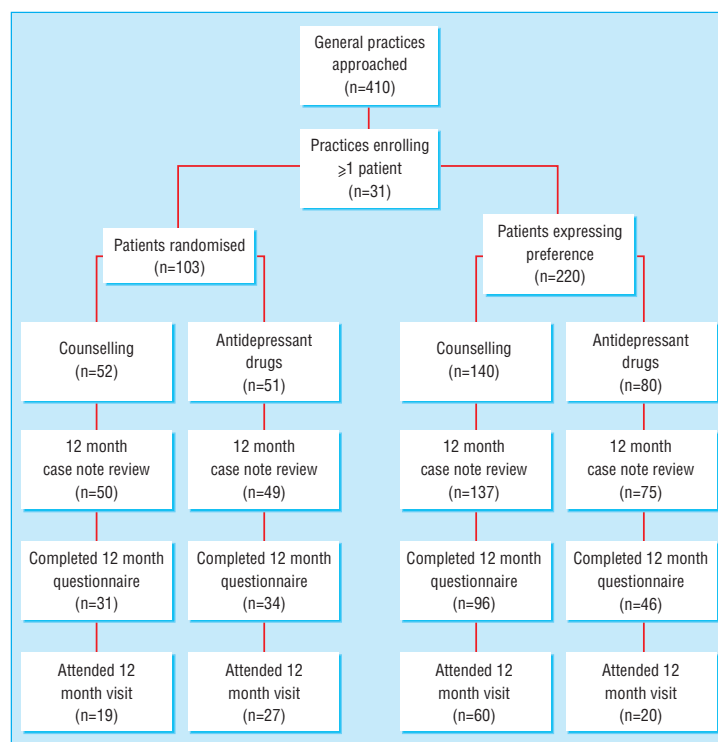 General practices
approached
(n=410)
Practices enrolling
⩾1 patient
(n=31)
Patients randomised
(n=103)
Patients expressing
preference
(n=220)
Counselling
(n=52)
Antidepressant
drugs
(n=51)
Counselling
(n=140)
Antidepressant
drugs
(n=80)
12 month
case note review
(n=50)
12 month
case note review
(n=49)
12 month
case note review
(n=137)
12 month
case note review
(n=75)
Completed 12 month
questionnaire
(n=31)
Completed 12 month
questionnaire
(n=34)
Completed 12 month
questionnaire
(n=96)
Completed 12 month
questionnaire
(n=46)
Attended 12
month visit
(n=19)
Attended 12
month visit
(n=27)
Attended 12
month visit
(n=60)
Attended 12
month visit
(n=20)